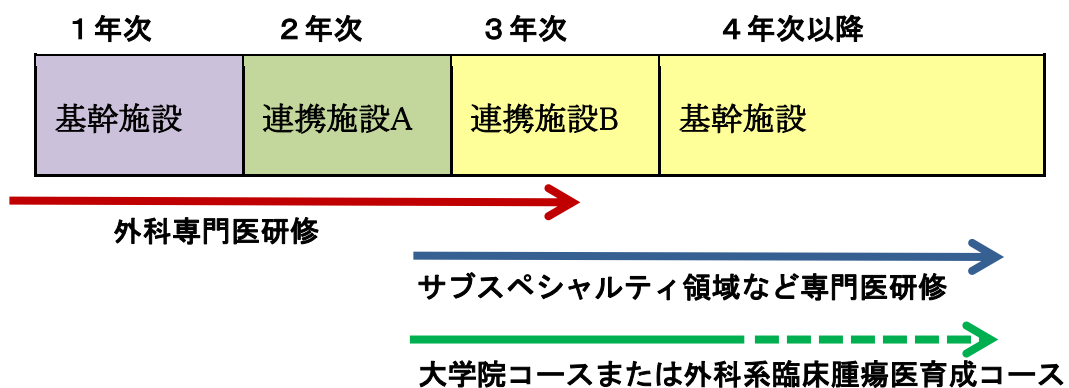 １年次　２年次　３年次　４年次以降
基幹施設　連携施設A　連携施設B　基幹施設
外科専門医研修
サブスペシャルティ領域など専門医研修
大学院コースまたは外科系臨床腫瘍医育成コース